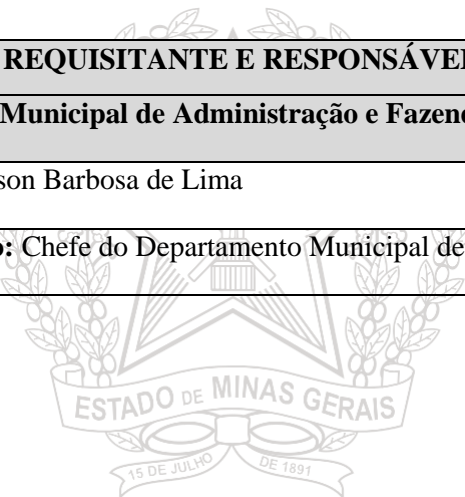 REQUISITANTE E RESPONSÁVEL
Municipal de Administração e Fazend
son Barbosa de Lima
o: Chefe do Departamento Municipal de
ESTADO DE MINAS GERAIS
15 DE JULHO DE 1891